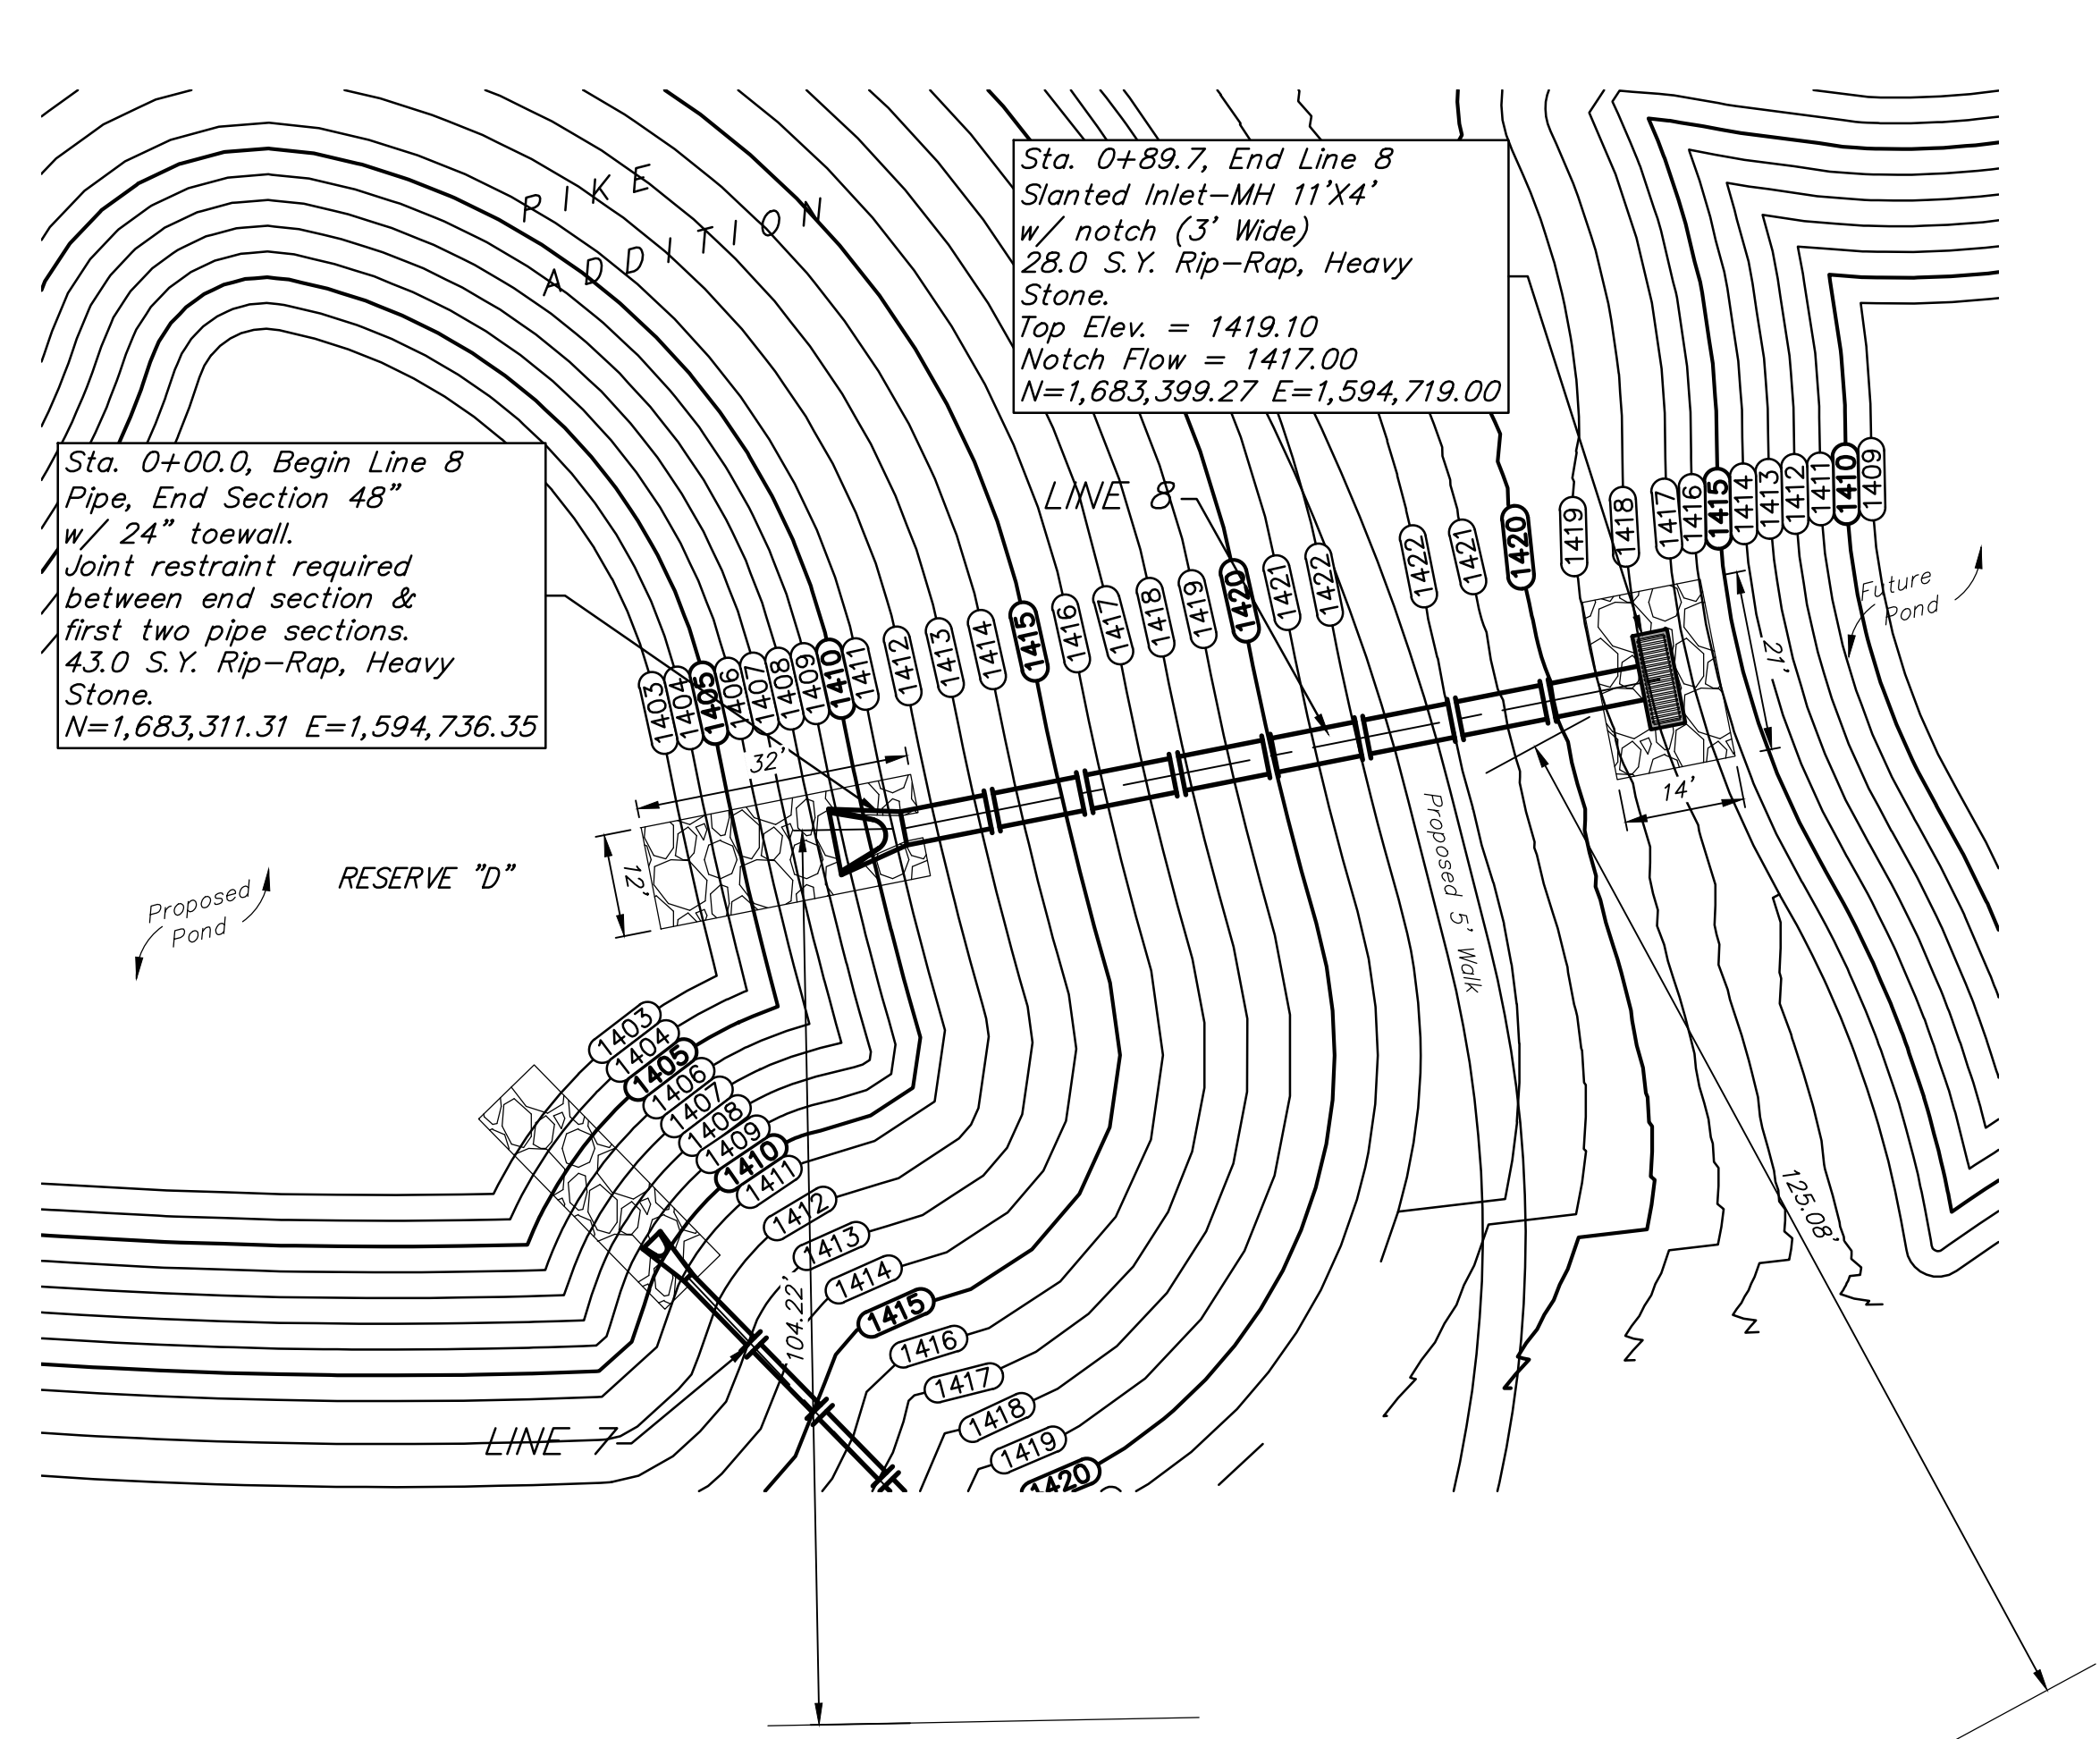 PIKE
ADDITION
Sta. 0+89.7, End Line 8
Slanted Inlet-MH 11'X4'
w/ notch (3' Wide)
28.0 S.Y. Rip-Rap, Heavy
Stone.
Top Elev. = 1419.10
Notch Flow = 1417.00
N=1,683,399.27 E=1,594,719.00
Sta. 0+00.0, Begin Line 8
Pipe, End Section 48"
w/ 24" toewall.
Joint restraint required
between end section &
first two pipe sections.
43.0 S.Y. Rip-Rap, Heavy
Stone.
N=1,683,311.31 E=1,594,736.35
LINE 8
1403
1404
1405
1406
1407
1408
1409
1410
1411
1412
1413
1414
1415
1416
1417
1418
1419
1420
1421
1422
1422
1421
1420
1419
1418
1417
1416
1415
1414
1413
1412
1411
1410
1409
Future
Pond
21'
14'
32'
12'
Proposed 5' Walk
RESERVE "D"
Proposed
Pond
1403
1404
1405
1406
1407
1408
1409
1410
1411
1412
1413
1414
1415
1416
1417
1418
1419
1420
104.22'
125.08'
LINE 7